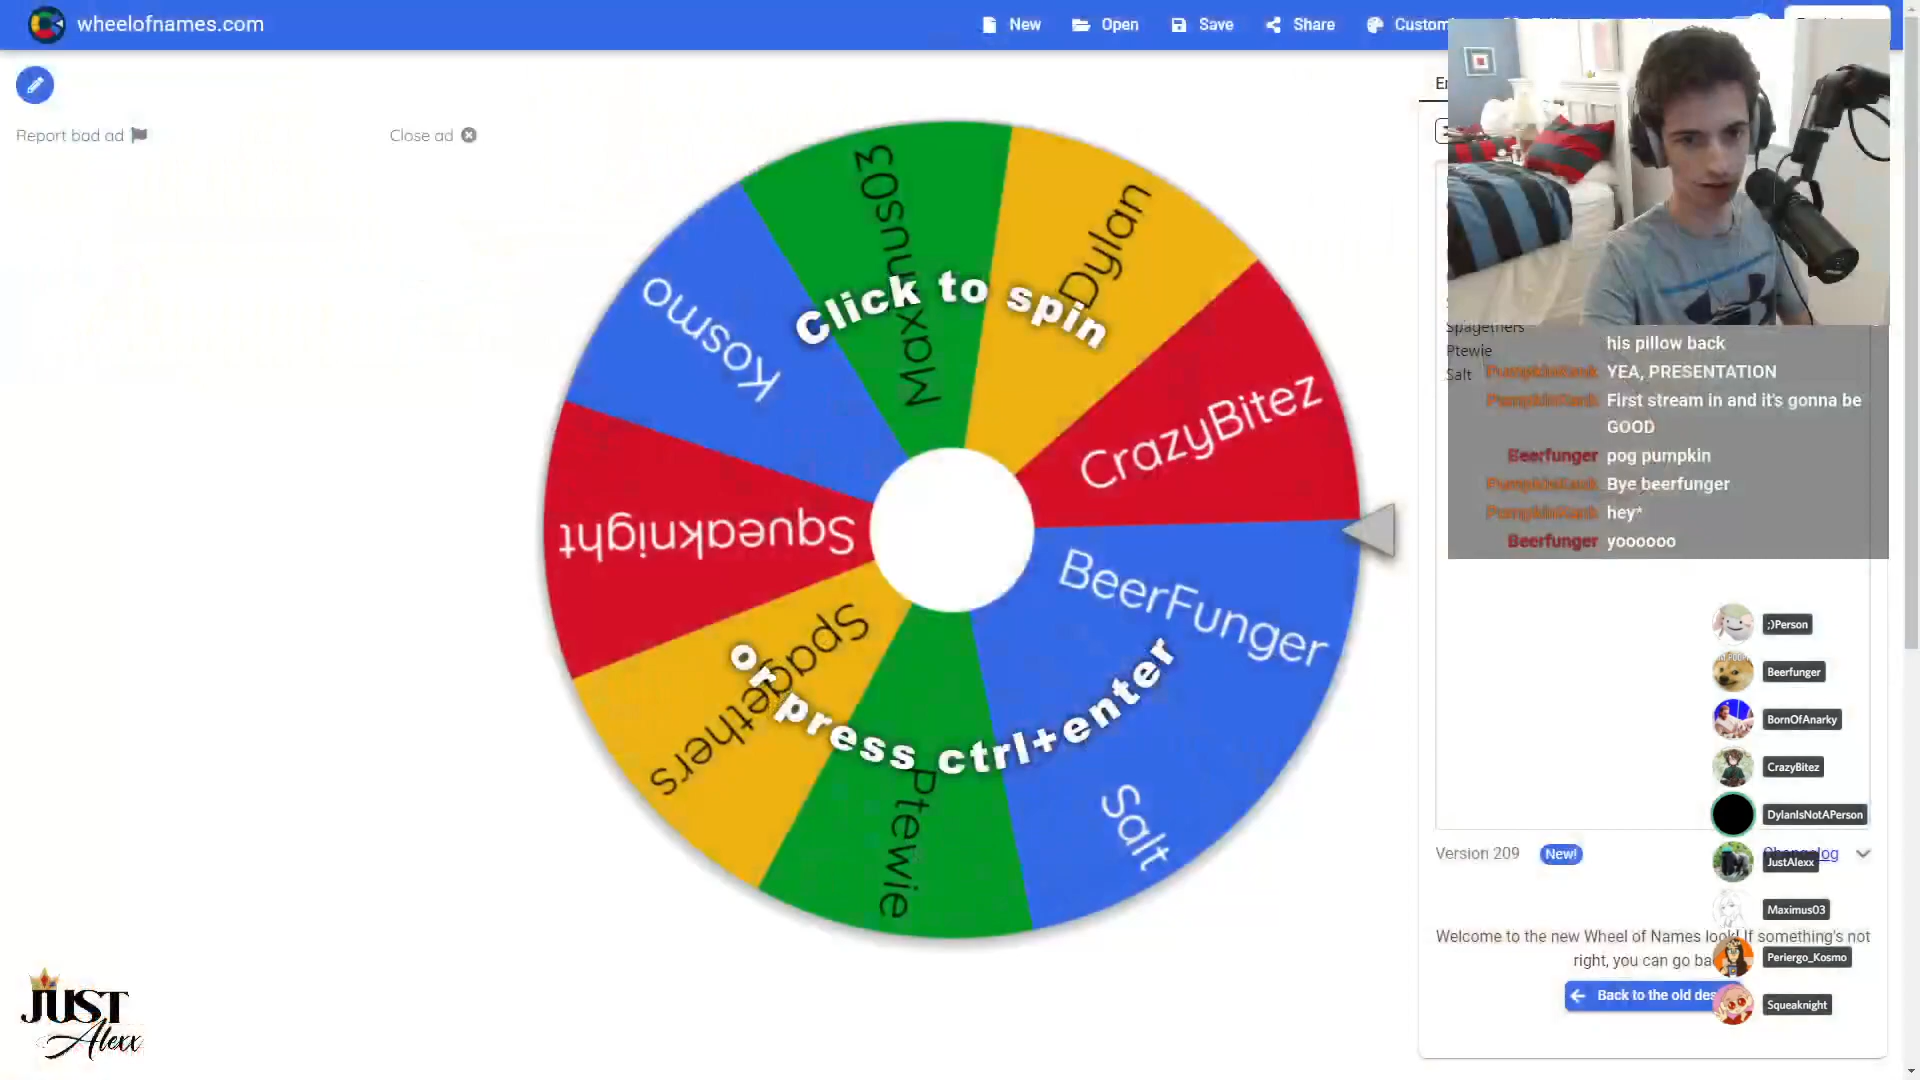 wheelofnames.com
New
Open
Save
Share
Custom
Report bad ad
Close ad
Click to spin
or press ctrl+enter
Maximus03
Dylan
CrazyBitez
BeerFunger
Salt
Ptewie
Spagethers
Squeaknight
Kosmo
Spagethers
Ptewie
Salt
his pillow back
YEA, PRESENTATION
First stream in and it's gonna be
GOOD
Beerfunger pog pumpkin
Bye beerfunger
hey*
Beerfunger yoooooo
;)Person
Beerfunger
BornOfAnarky
CrazyBitez
DylanIsNotAPerson
JustAlexx
Maximus03
Periergo_Kosmo
Squeaknight
Version 209
New!
Changelog
Welcome to the new Wheel of Names look! If something's not
right, you can go
Back to the old
JUST
Alexx